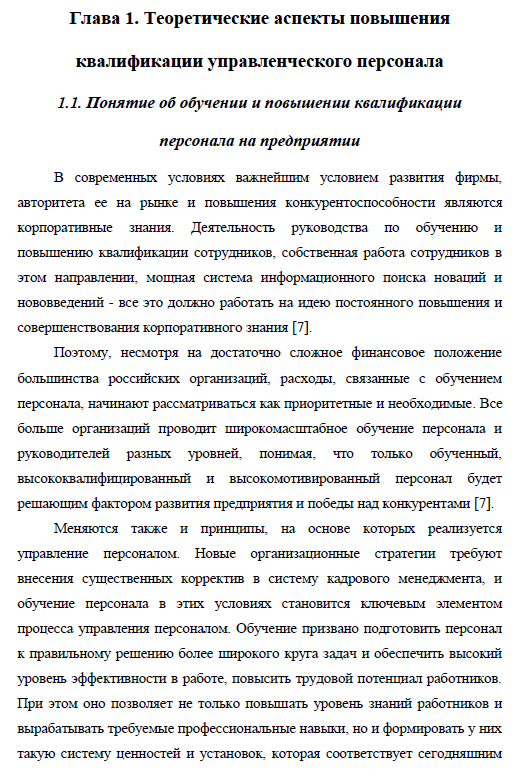 Глава 1. Теоретические аспекты повышения
квалификации управленческого персонала
1.1. Понятие об обучении и повышении квалификации
персонала на предприятии
В современных условиях важнейшим условием развития фирмы,
авторитета ее на рынке и повышения конкурентоспособности являются
корпоративные знания. Деятельность руководства по обучению и
повышению квалификации сотрудников, собственная работа сотрудников в
этом направлении, мощная система информационного поиска новаций и
нововведений - все это должно работать на идею постоянного повышения и
совершенствования корпоративного знания [7].
Поэтому, несмотря на достаточно сложное финансовое положение
большинства российских организаций, расходы, связанные с обучением
персонала, начинают рассматриваться как приоритетные и необходимые. Все
больше организаций проводит широкомасштабное обучение персонала и
руководителей разных уровней, понимая, что только обученный,
высококвалифицированный и высокомотивированный персонал будет
решающим фактором развития предприятия и победы над конкурентами [7].
Меняются также и принципы, на основе которых реализуется
управление персоналом. Новые организационные стратегии требуют
внесения существенных корректив в систему кадрового менеджмента, и
обучение персонала в этих условиях становится ключевым элементом
процесса управления персоналом. Обучение призвано подготовить персонал
к правильному решению более широкого круга задач и обеспечить высокий
уровень эффективности в работе, повысить трудовой потенциал работников.
При этом оно позволяет не только повышать уровень знаний работников и
вырабатывать требуемые профессиональные навыки, но и формировать у них
такую систему ценностей и установок, которая соответствует сегодняшним